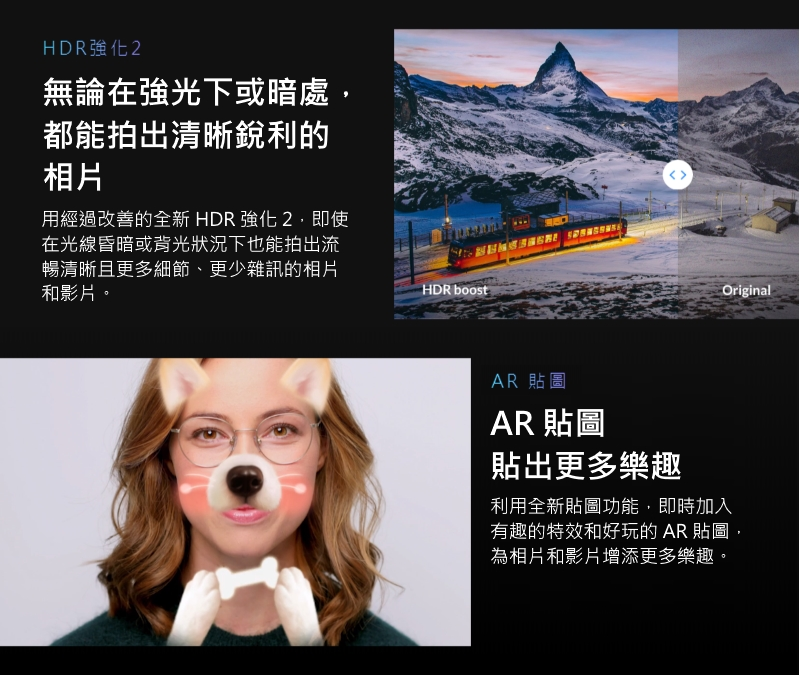 HDR強化2
無論在強光下或暗處，
都能拍出清晰銳利的
相片
用經過改善的全新 HDR 強化 2，即使
在光線昏暗或背光狀況下也能拍出流
暢清晰且更多細節、更少雜訊的相片
和影片。
HDR boost
Original
AR 貼圖
AR 貼圖
貼出更多樂趣
利用全新貼圖功能，即時加入
有趣的特效和好玩的 AR 貼圖，
為相片和影片增添更多樂趣。